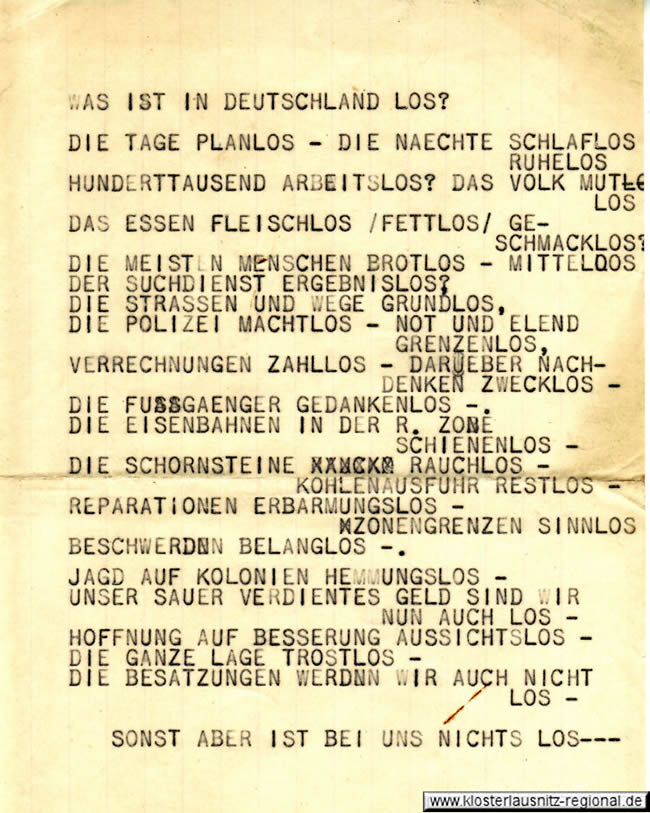 WAS IST IN DEUTSCHLAND LOS?
DIE TAGE PLANLOS - DIE NAECHTE SCHLAFLOS
RUHELOS
HUNDERTTAUSEND ARBEITSLOS? DAS VOLK MUTLO
LOS
DAS ESSEN FLEISCHLOS /FETTLOS/ GE-
SCHMACKLOS?
DIE MEISTEN MENSCHEN BROTLOS - MITTELOOS
DER SUCHDIENST ERGEBNISLOS?
DIE STRASSEN UND WEGE GRUNDLOS,
DIE POLIZEI MACHTLOS - NOT UND ELEND
GRENZENLOS,
VERRECHNUNGEN ZAHLLOS - DARUEBER NACH-
DENKEN ZWECKLOS -
DIE FUSSGAENGER GEDANKENLOS -.
DIE EISENBAHNEN IN DER R. ZONE
SCHIENENLOS -
DIE SCHORNSTEINE RAUCHLOS -
KOHLENAUSFUHR RESTLOS -
REPARATIONEN ERBARMUNGSLOS -
ZONENGRENZEN SINNLOS
BESCHWERDNN BELANGLOS -.
JAGD AUF KOLONIEN HEMMUNGSLOS -
UNSER SAUER VERDIENTES GELD SIND WIR
NUN AUCH LOS -
HOFFNUNG AUF BESSERUNG AUSSICHTSLOS -
DIE GANZE LAGE TROSTLOS -
DIE BESATZUNGEN WERDNN WIR AUCH NICHT
LOS -
SONST ABER IST BEI UNS NICHTS LOS---
www.klosterlausnitz-regional.de